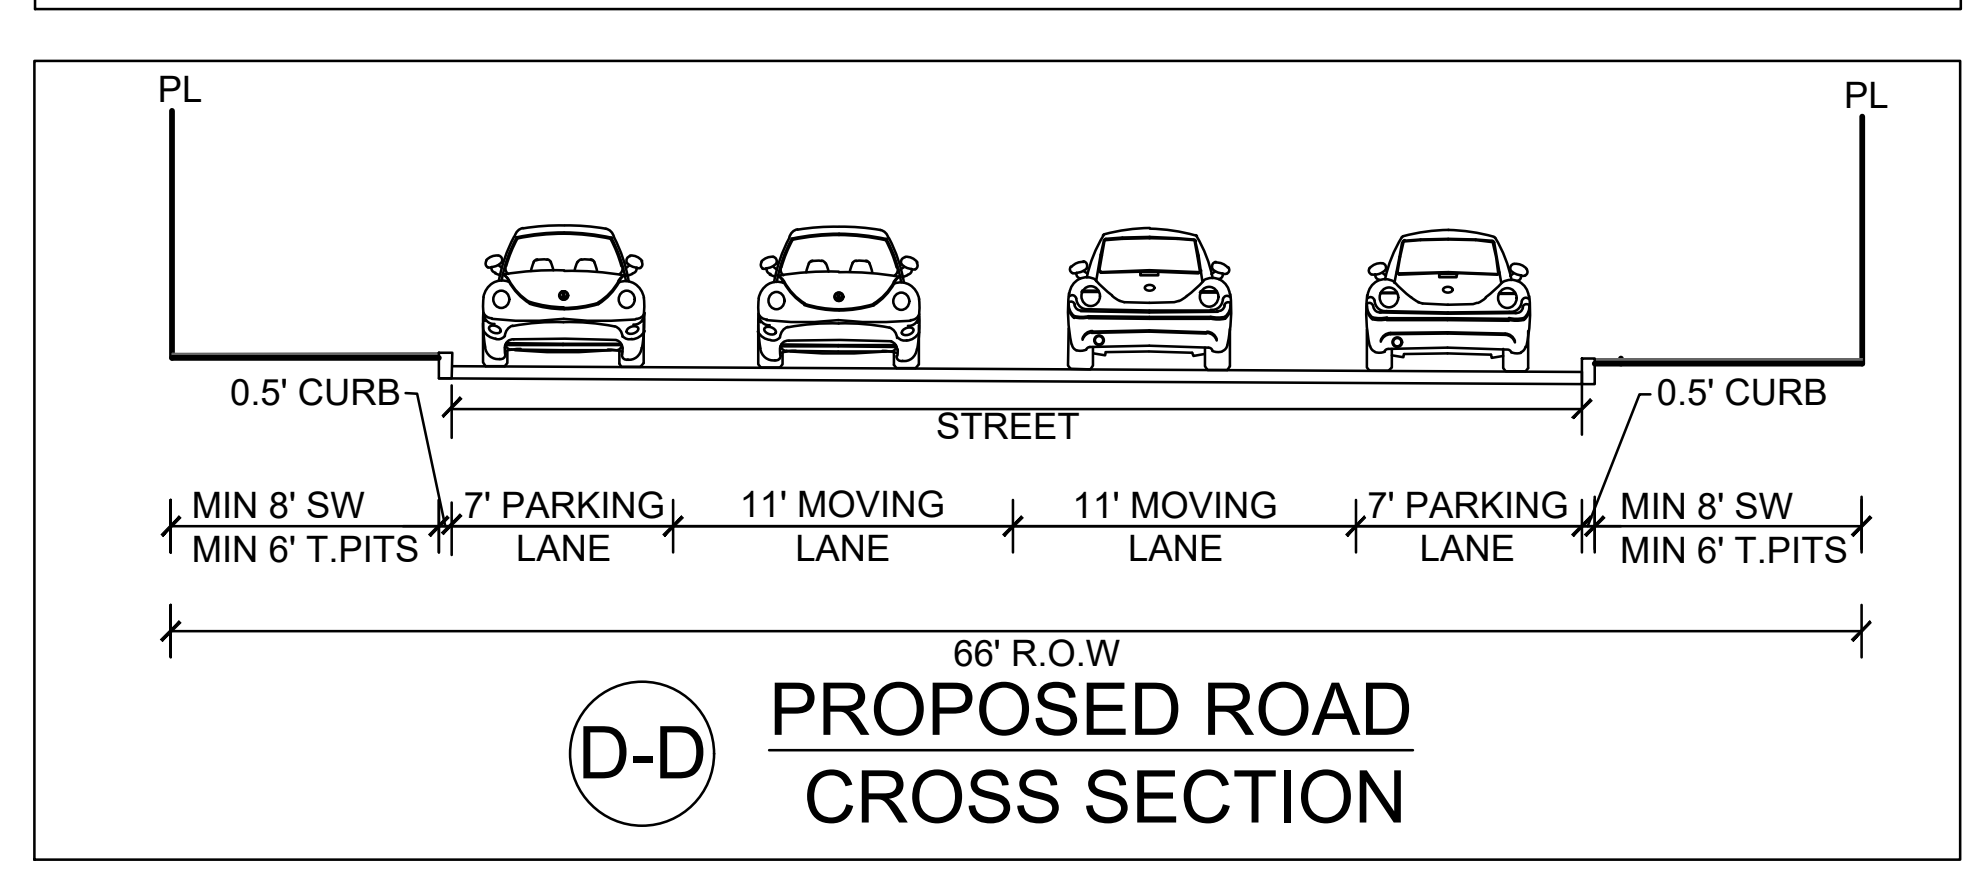 PL
PL
0.5' CURB
STREET
0.5' CURB
MIN 8' SW
7' PARKING
11' MOVING
11' MOVING
7' PARKING
MIN 8' SW
MIN 6' T.PITS
LANE
LANE
LANE
LANE
MIN 6' T.PITS
66' R.O.W
D-D
PROPOSED ROAD
CROSS SECTION